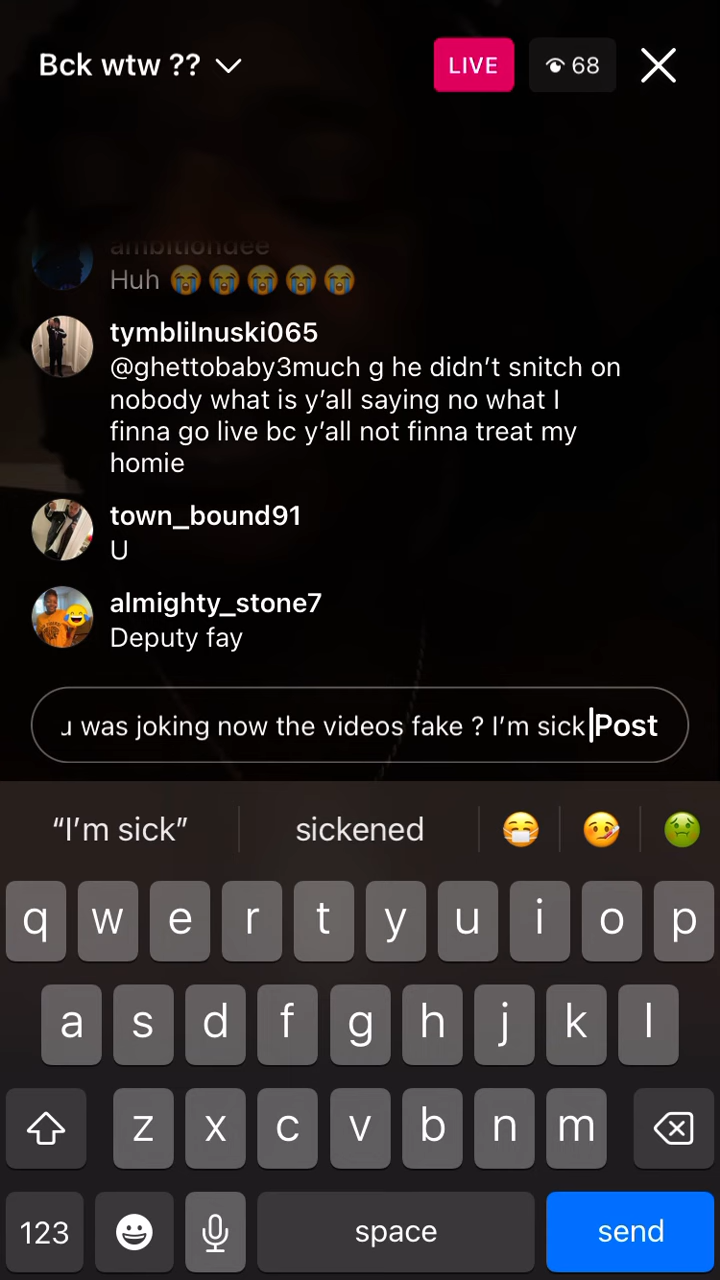 Bck wtw ??
LIVE
68
ambitiondee
Huh 😭😭😭😭😭
tymblilnuski065
@ghettobaby3much g he didn’t snitch on
nobody what is y’all saying no what I
finna go live bc y’all not finna treat my
homie
town_bound91
U
almighty_stone7
Deputy fay
u was joking now the videos fake ? I’m sick
Post
“I’m sick”
sickened
😷
🤒
🤢
q w e r t y u i o p
a s d f g h j k l
z x c v b n m
123
space
send